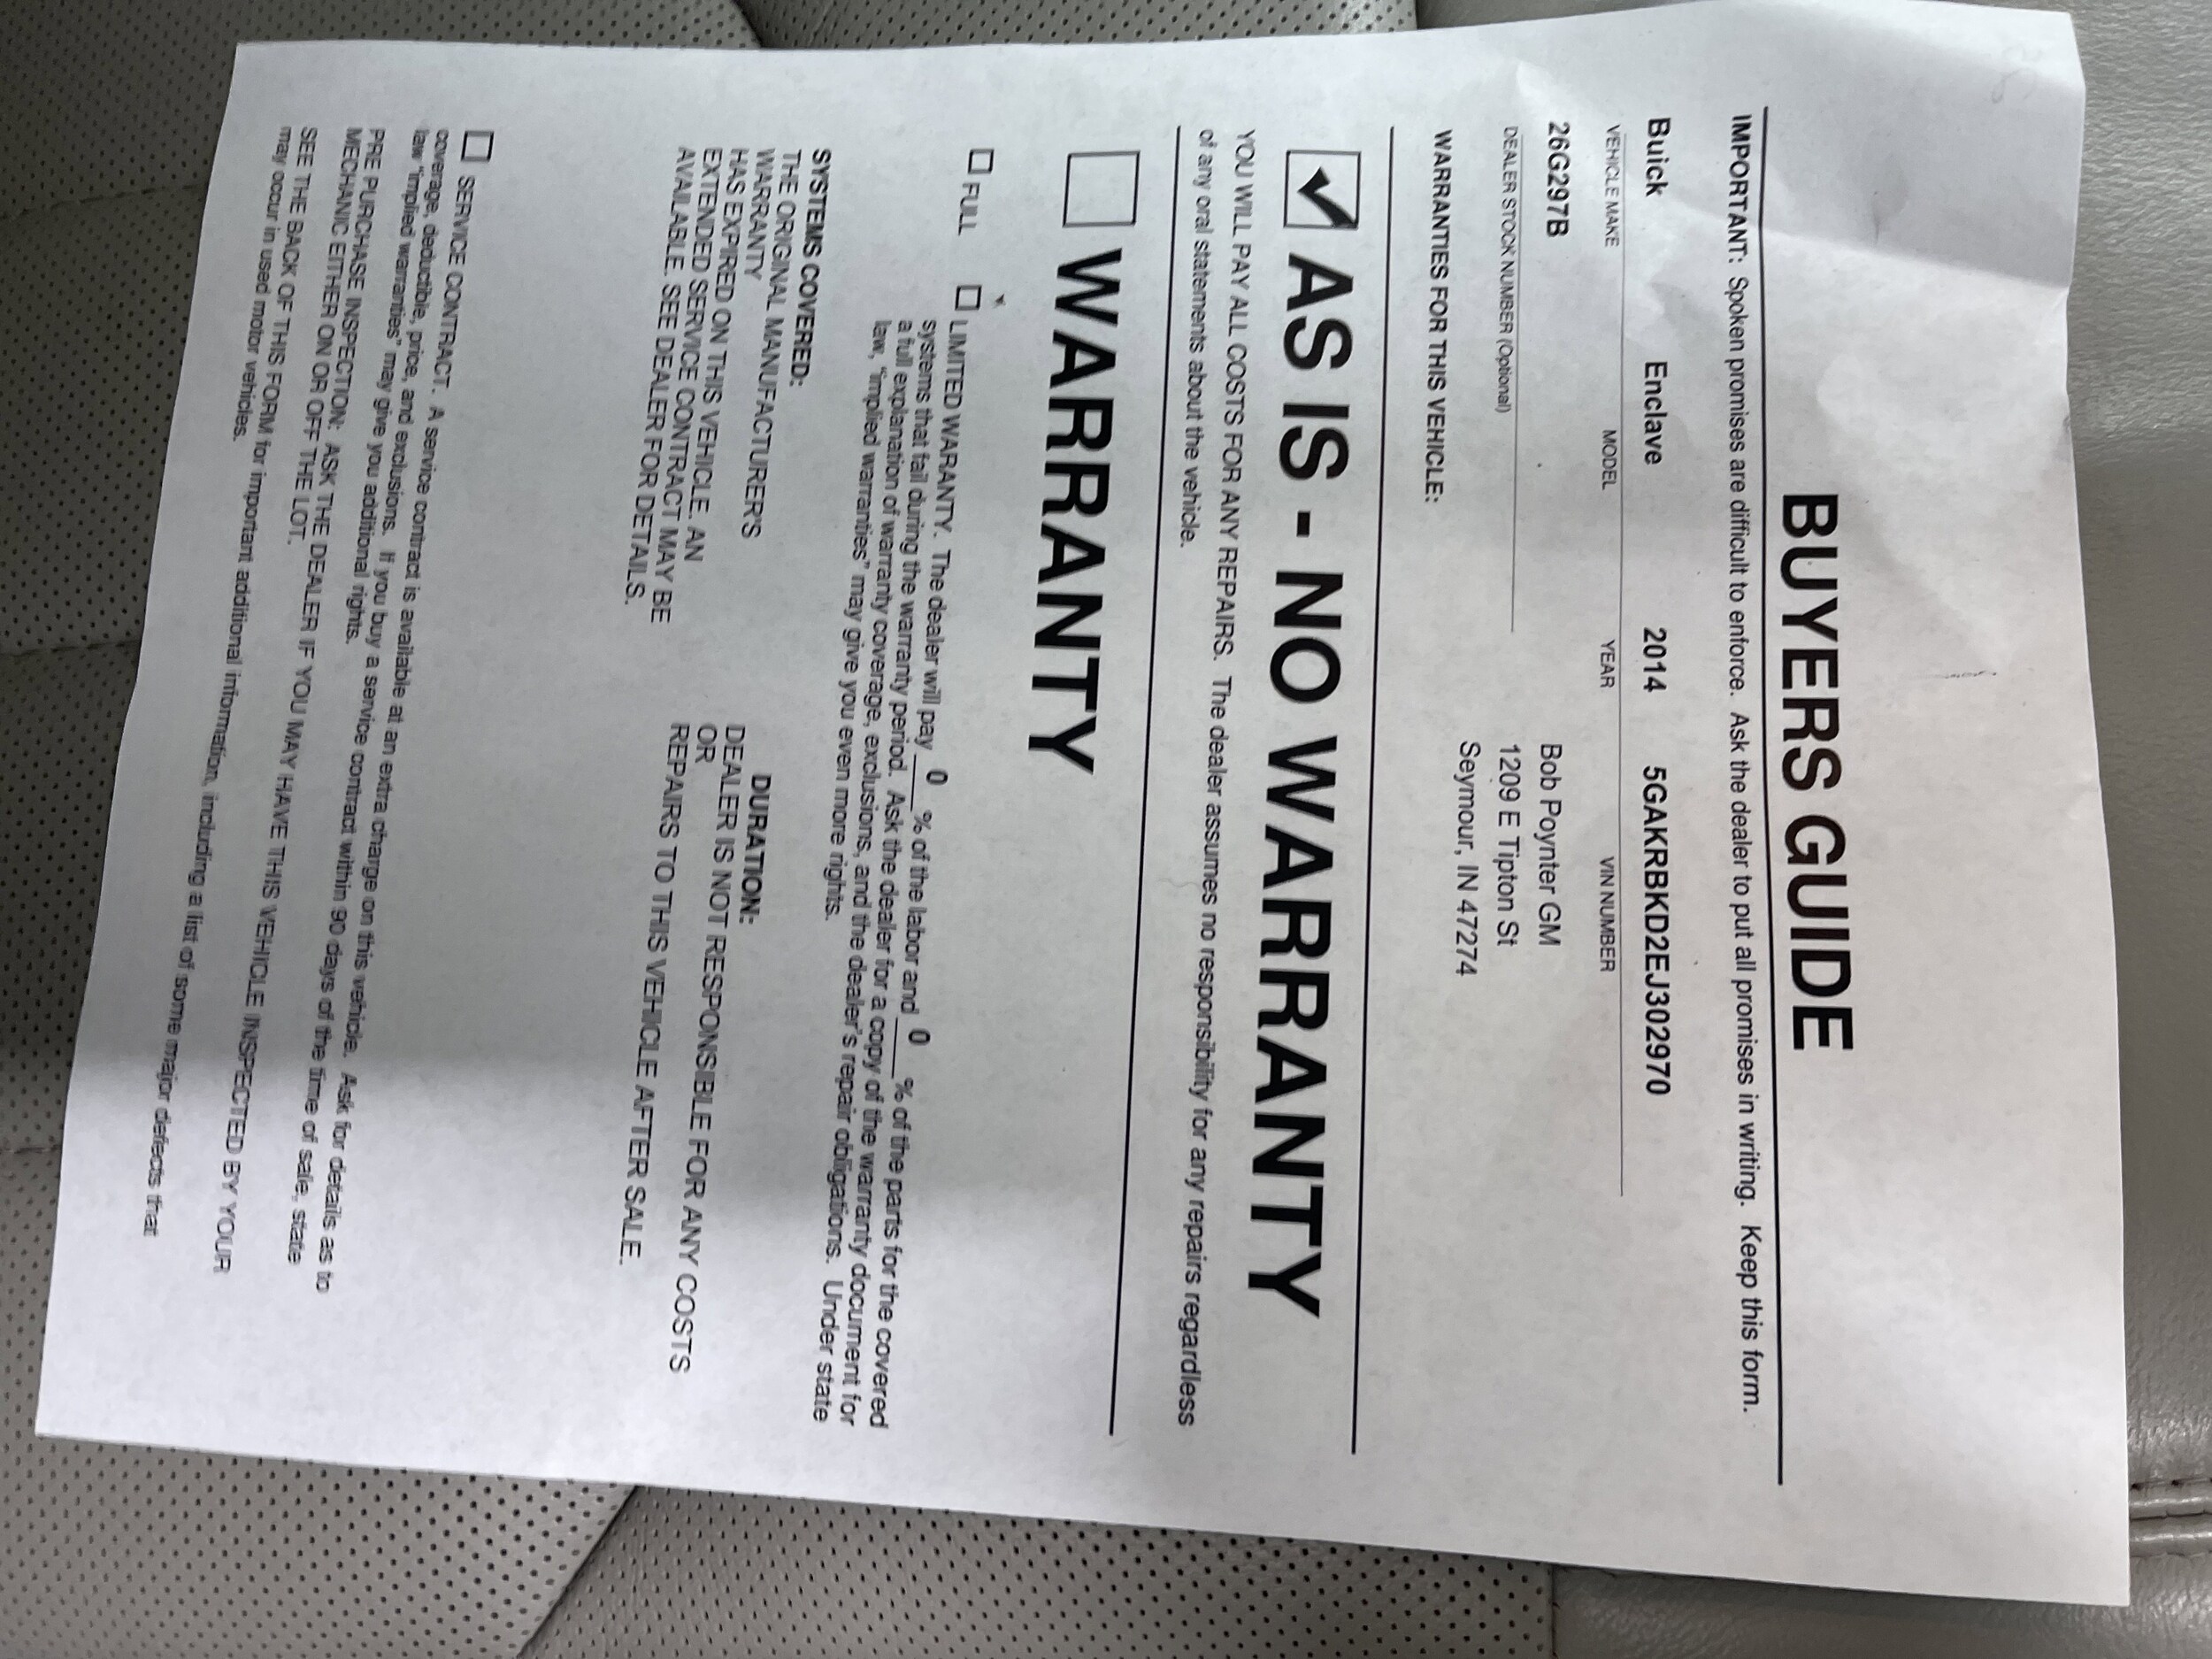 BUYERS GUIDE
IMPORTANT: Spoken promises are difficult to enforce. Ask the dealer to put all promises in writing. Keep this form.
Buick Enclave 2014 5GAKRBKD2EJ302970
VEHICLE MAKE MODEL YEAR VIN NUMBER
26G297B
DEALER STOCK NUMBER (Optional)
Bob Poynter GM
1209 E Tipton St
Seymour, IN 47274
WARRANTIES FOR THIS VEHICLE:
AS IS - NO WARRANTY
YOU WILL PAY ALL COSTS FOR ANY REPAIRS. The dealer assumes no responsibility for any repairs regardless
of any oral statements about the vehicle.
WARRANTY
FULL LIMITED WARRANTY. The dealer will pay 0 % of the labor and 0 % of the parts for the covered
systems that fail during the warranty period. Ask the dealer for a copy of the warranty document for
a full explanation of warranty coverage, exclusions, and the dealer's repair obligations. Under state
law, "implied warranties" may give you even more rights.
SYSTEMS COVERED:
THE ORIGINAL MANUFACTURER'S
WARRANTY
HAS EXPIRED ON THIS VEHICLE. AN
EXTENDED SERVICE CONTRACT MAY BE
AVAILABLE. SEE DEALER FOR DETAILS.
DURATION:
DEALER IS NOT RESPONSIBLE FOR ANY COSTS
OR
REPAIRS TO THIS VEHICLE AFTER SALE.
SERVICE CONTRACT. A service contract is available at an extra charge on this vehicle. Ask for details as to
coverage, deductible, price, and exclusions. If you buy a service contract within 90 days of the time of sale, state
law "implied warranties" may give you additional rights.
PRE PURCHASE INSPECTION: ASK THE DEALER IF YOU MAY HAVE THIS VEHICLE INSPECTED BY YOUR
MECHANIC EITHER ON OR OFF THE LOT.
SEE THE BACK OF THIS FORM for important additional information, including a list of some major defects that
may occur in used motor vehicles.